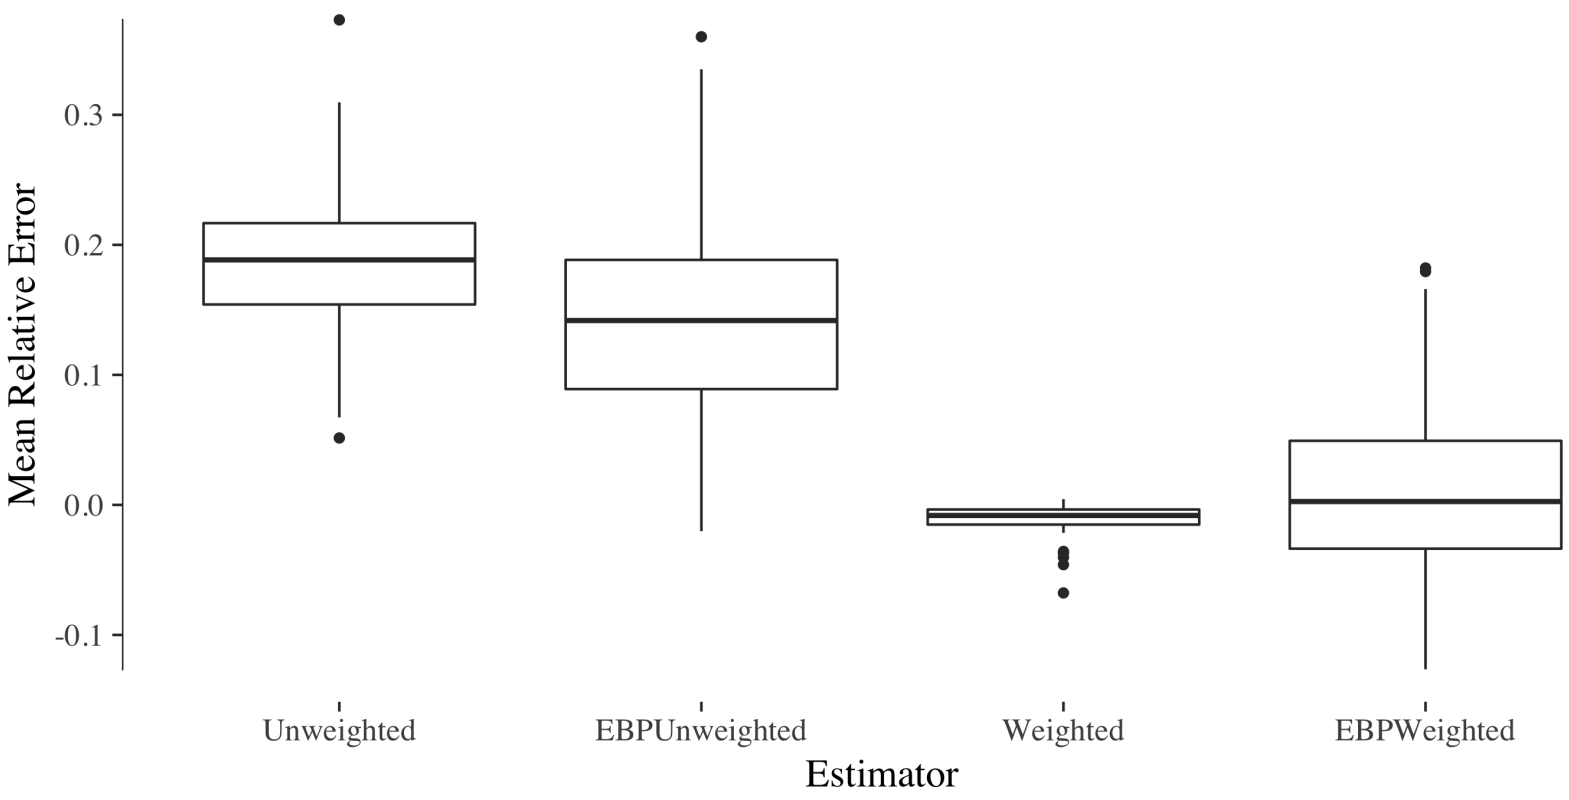 Mean Relative Error
0.3
0.2
0.1
0.0
-0.1
Unweighted
EBPUnweighted
Weighted
EBPWeighted
Estimator